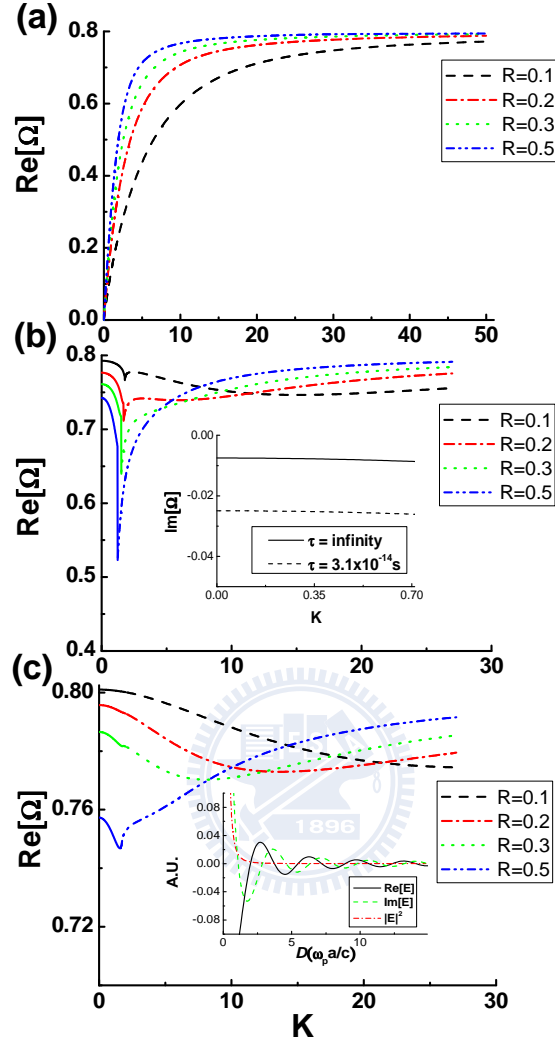 (a)
Re[Ω]
0.8
0.6
0.4
0.2
0.0
0 10 20 30 40 50
R=0.1
R=0.2
R=0.3
R=0.5
(b)
Re[Ω]
0.8
0.7
0.6
0.5
0.4
0 10 20 30
R=0.1
R=0.2
R=0.3
R=0.5
Im[Ω]
0.00
-0.02
-0.04
0.00 0.35 0.70
K
τ = infinity
τ = 3.1x10⁻¹⁴s
(c)
Re[Ω]
0.80
0.76
0.72
0 10 20 30
K
R=0.1
R=0.2
R=0.3
R=0.5
A.U.
0.08
0.04
0.00
-0.04
-0.08
0 5 10
D(ωₚa/c)
Re[E]
Im[E]
|E|²
1896